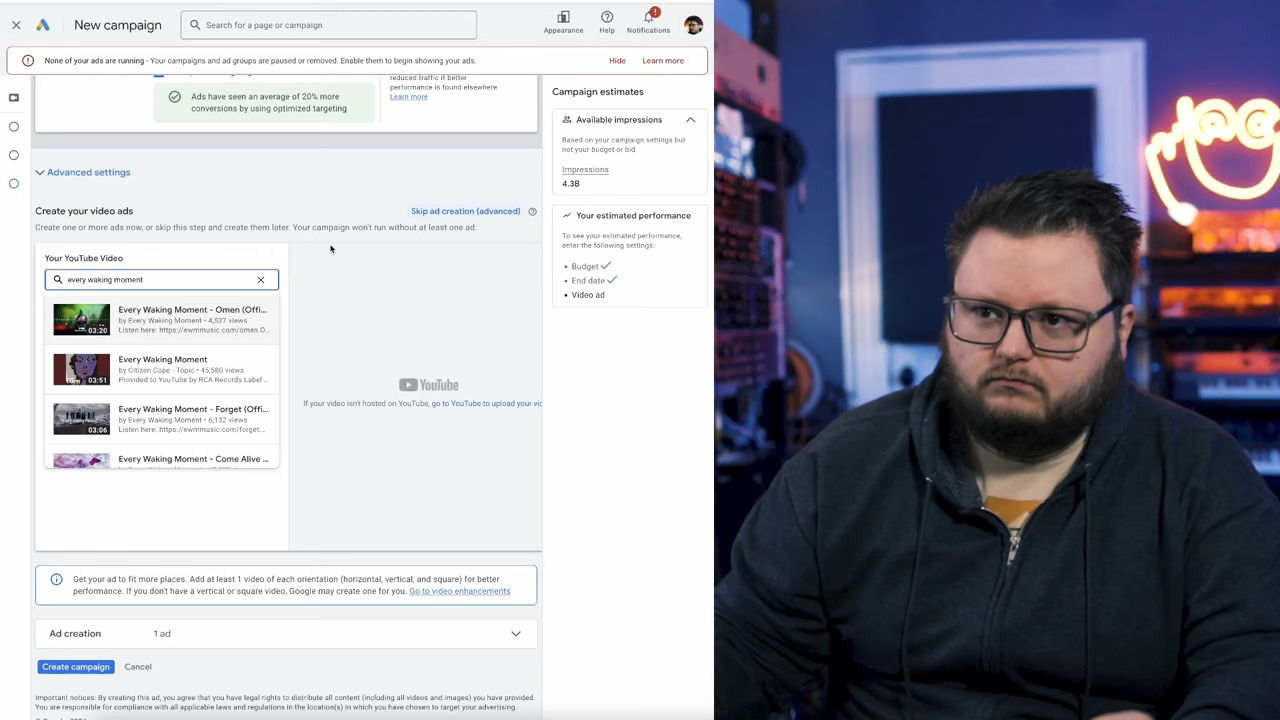 New campaign
Search for a page or campaign
Appearance
Help
!
Notifications
None of your ads are running - Your campaigns and ad groups are paused or removed. Enable them to begin showing your ads.
Hide
Learn more
reduced traffic if better
performance is found elsewhere.
Learn more
Ads have seen an average of 20% more
conversions by using optimized targeting
Campaign estimates
Available impressions
Based on your campaign settings but
not your budget or bid
Impressions
4.3B
Advanced settings
Create your video ads
Skip ad creation (advanced)
Create one or more ads now, or skip this step and create them later. Your campaign won't run without at least one ad.
Your estimated performance
To see your estimated performance,
enter the following settings:
• Budget
• End date
• Video ad
Your YouTube Video
every waking moment
Every Waking Moment - Omen (Offi...
by Every Waking Moment • 4,527 views
Listen here: https://ewmmusic.com/omen.O...
03:20
Every Waking Moment
by Citizen Cope - Topic • 45,580 views
Provided to YouTube by RCA Records Label ...
03:51
Every Waking Moment - Forget (Offi...
by Every Waking Moment • 6,132 views
Listen here: https://ewmmusic.com/forget...
FORGET
03:06
Every Waking Moment - Come Alive ...
YouTube
If your video isn't hosted on YouTube, go to YouTube to upload your vic
Get your ad to fit more places. Add at least 1 video of each orientation (horizontal, vertical, and square) for better
performance. If you don't have a vertical or square video, Google may create one for you. Go to video enhancements
Ad creation
1 ad
Create campaign
Cancel
Important notices: By creating this ad, you agree that you have legal rights to distribute all content (including all videos and images) you have provided.
You are responsible for compliance with all applicable laws and regulations in the location(s) in which you have chosen to target your advertising.